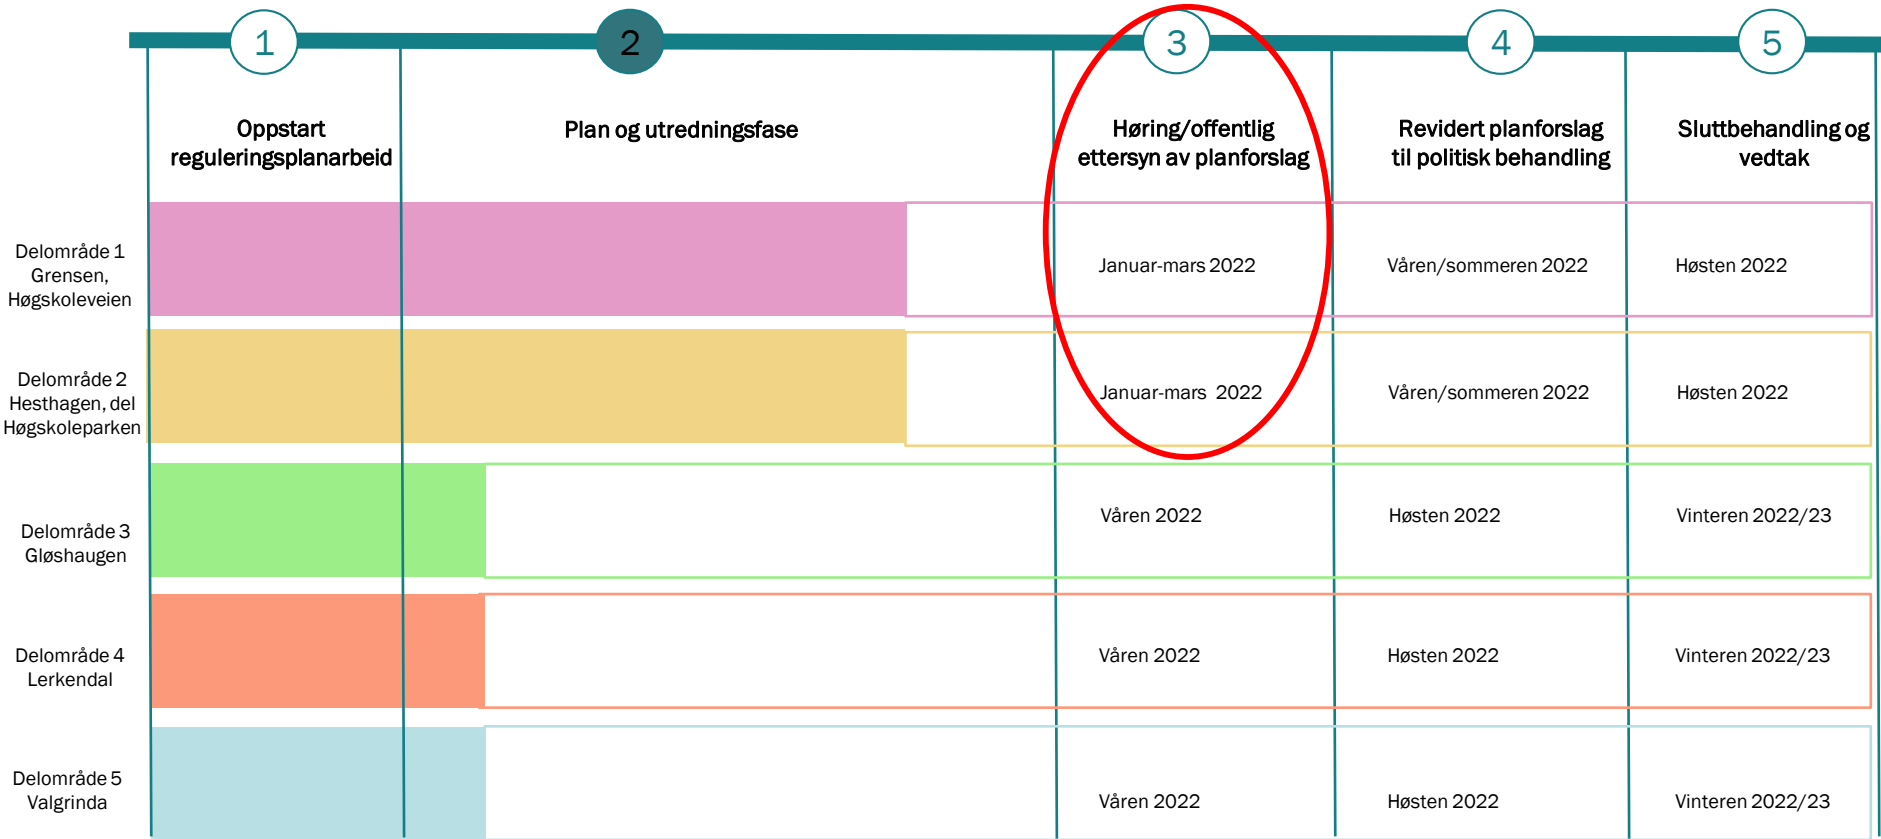 1
2
3
4
5
Oppstart
reguleringsplanarbeid
Plan og utredningsfase
Høring/offentlig
ettersyn av planforslag
Revidert planforslag
til politisk behandling
Sluttbehandling og
vedtak
Delområde 1
Grensen,
Høgskoleveien
Januar-mars 2022
Våren/sommeren 2022
Høsten 2022
Delområde 2
Hesthagen, del
Høgskoleparken
Januar-mars 2022
Våren/sommeren 2022
Høsten 2022
Delområde 3
Gløshaugen
Våren 2022
Høsten 2022
Vinteren 2022/23
Delområde 4
Lerkendal
Våren 2022
Høsten 2022
Vinteren 2022/23
Delområde 5
Valgrinda
Våren 2022
Høsten 2022
Vinteren 2022/23